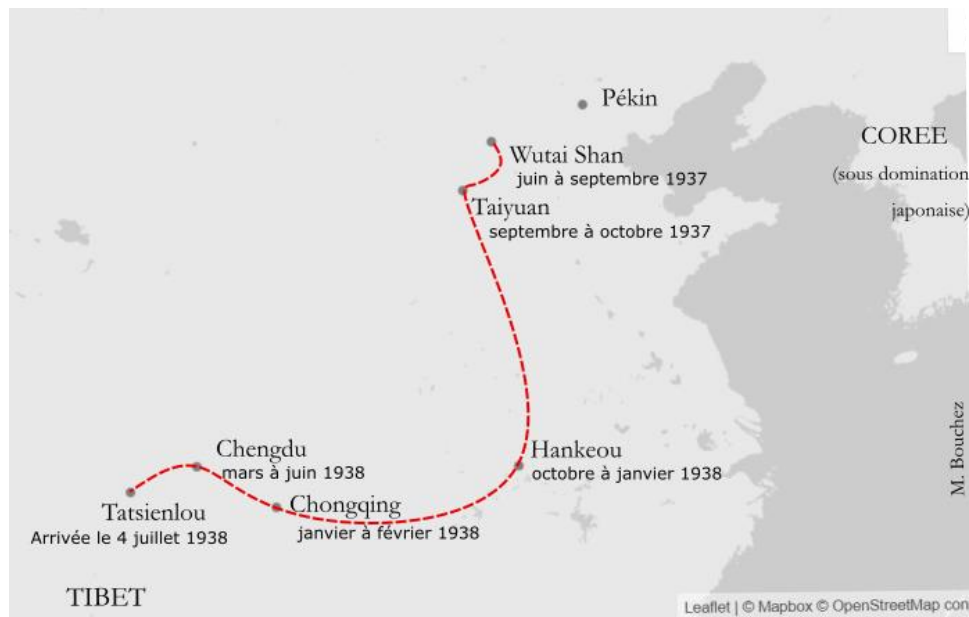 Pékin
COREE
(sous domination
japonaise)
Wutai Shan
juin à septembre 1937
Taiyuan
septembre à octobre 1937
Chengdu
mars à juin 1938
Hankeou
octobre à janvier 1938
Tatsienlou
Arrivée le 4 juillet 1938
Chongqing
janvier à février 1938
M. Bouchez
TIBET
Leaflet | © Mapbox © OpenStreetMap con